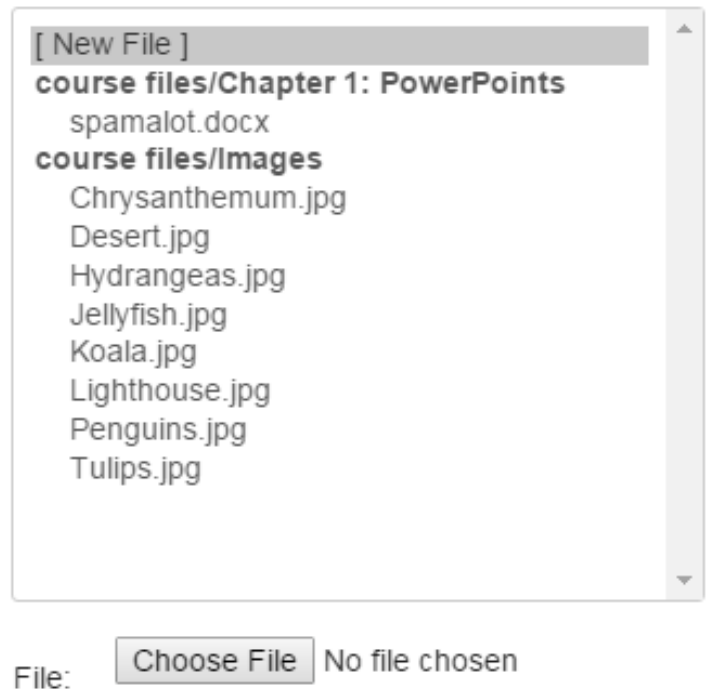 [ New File ]
course files/Chapter 1: PowerPoints
spamalot.docx
course files/Images
Chrysanthemum.jpg
Desert.jpg
Hydrangeas.jpg
Jellyfish.jpg
Koala.jpg
Lighthouse.jpg
Penguins.jpg
Tulips.jpg
File: Choose File No file chosen